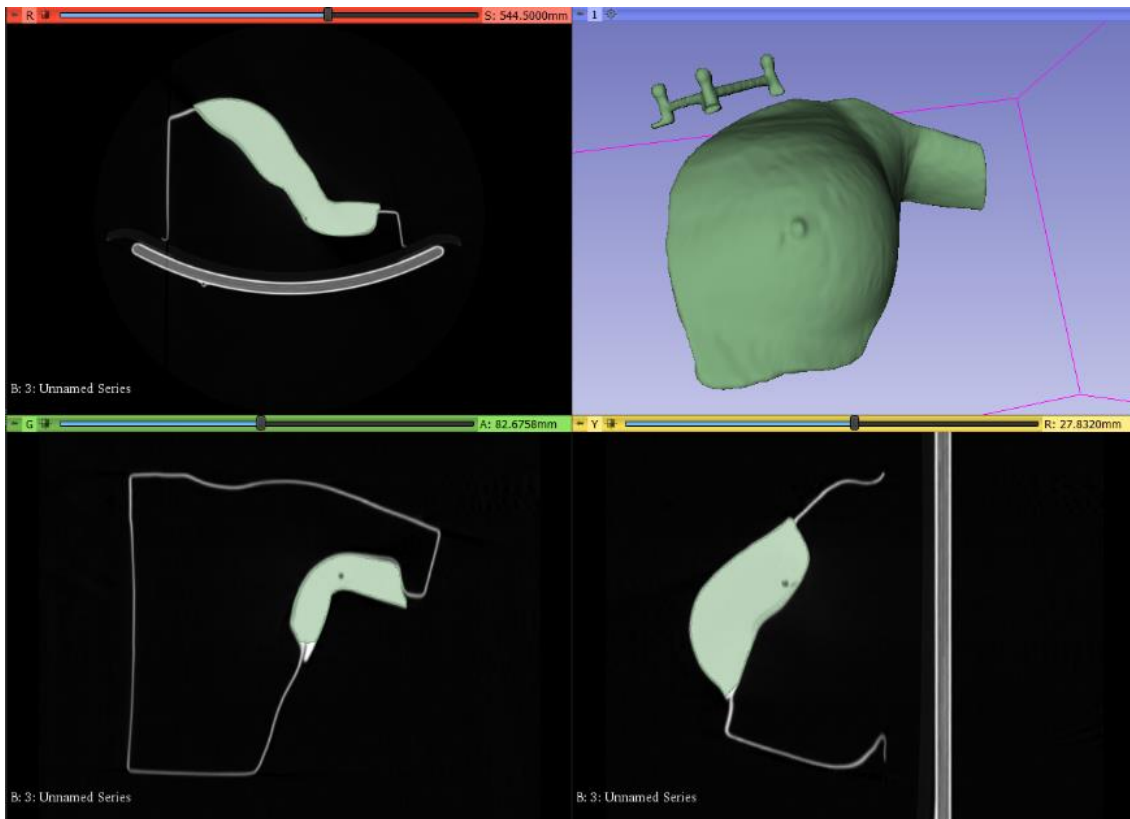 R S: 544.5000mm
1
B: 3: Unnamed Series
G A: 82.6758mm
Y R: 27.8320mm
B: 3: Unnamed Series
B: 3: Unnamed Series